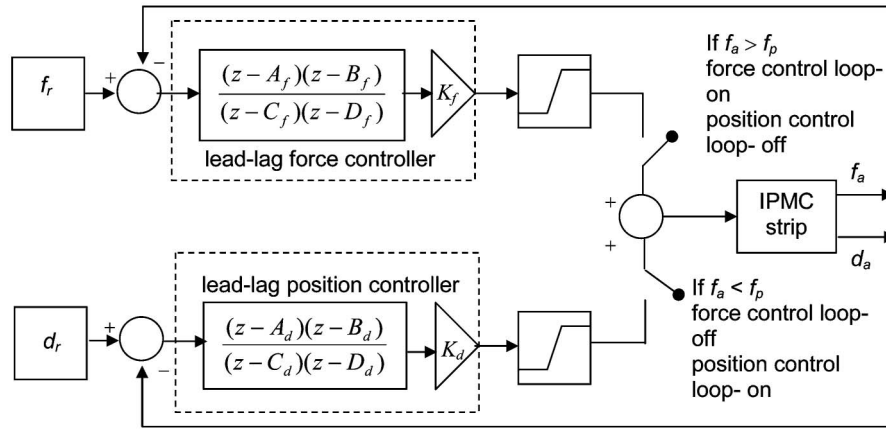 f_r
+
−
(z − A_f)(z − B_f)
(z − C_f)(z − D_f)
K_f
lead-lag force controller
If f_a > f_p
force control loop-
on
position control
loop- off
+
+
IPMC
strip
f_a
d_a
If f_a < f_p
force control loop-
off
position control
loop- on
lead-lag position controller
d_r
+
−
(z − A_d)(z − B_d)
(z − C_d)(z − D_d)
K_d